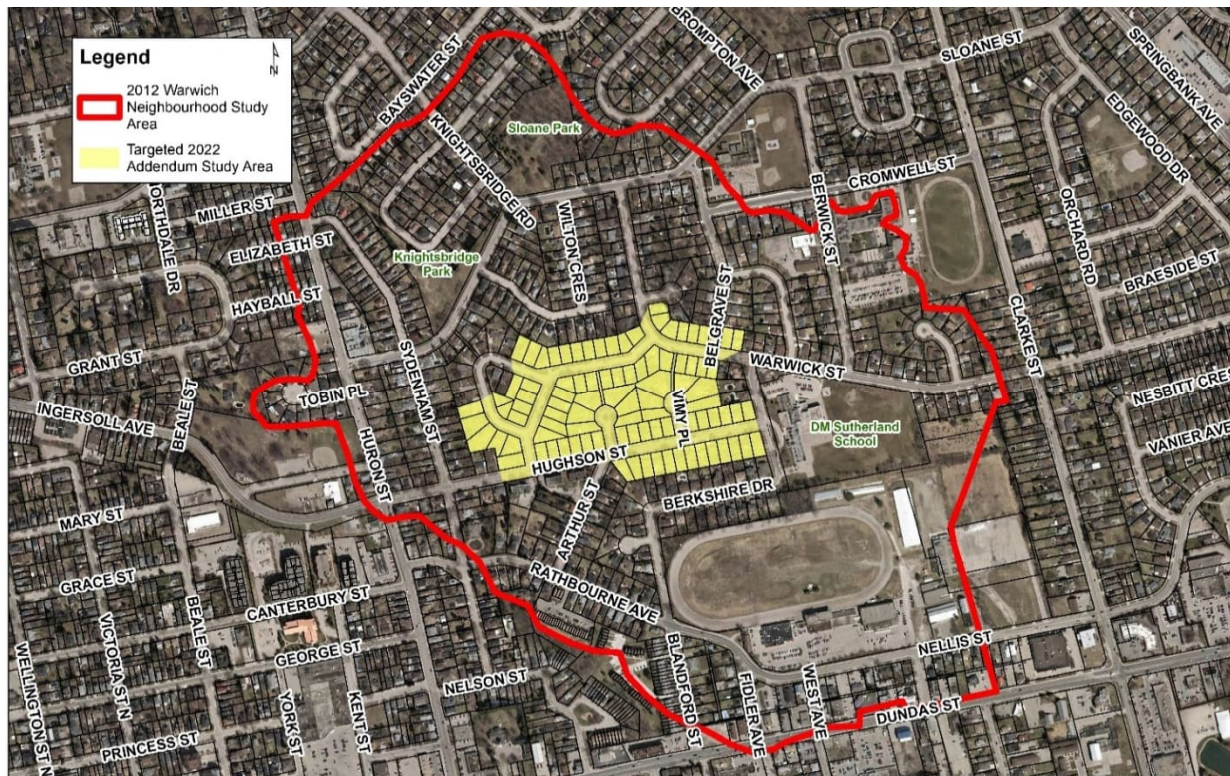 Legend
2012 Warwich
Neighbourhood Study
Area
Targeted 2022
Addendum Study Area
N
BROMPTON AVE
SLOANE ST
SPRINGBANK AVE
BAYSWATER ST
EDGEWOOD DR
KNIGHTSBRIDGE RD
Sloane Park
CROMWELL ST
BERWICK ST
ORCHARD RD
MILLER ST
NORTHDALE DR
ELIZABETH ST
WILTON CRES
Knightsbridge
Park
BRAESIDE ST
HAYBALL ST
BELGRAVE ST
CLARKE ST
GRANT ST
SYDENHAM ST
WARWICK ST
NESBITT CRES
TOBIN PL
BEALE ST
INGERSOLL AVE
VIMY PL
DM Sutherland
School
VANIER AVE
HURON ST
HUGHSON ST
BERKSHIRE DR
MARY ST
ARTHUR ST
GRACE ST
RATHBOURNE AVE
CANTERBURY ST
BEALE ST
VICTORIA ST N
GEORGE ST
NELLIS ST
WELLINGTON ST N
NELSON ST
BLANDFORD ST
FIDLER AVE
WEST AVE
DUNDAS ST
YORK ST
KENT ST
PRINCESS ST